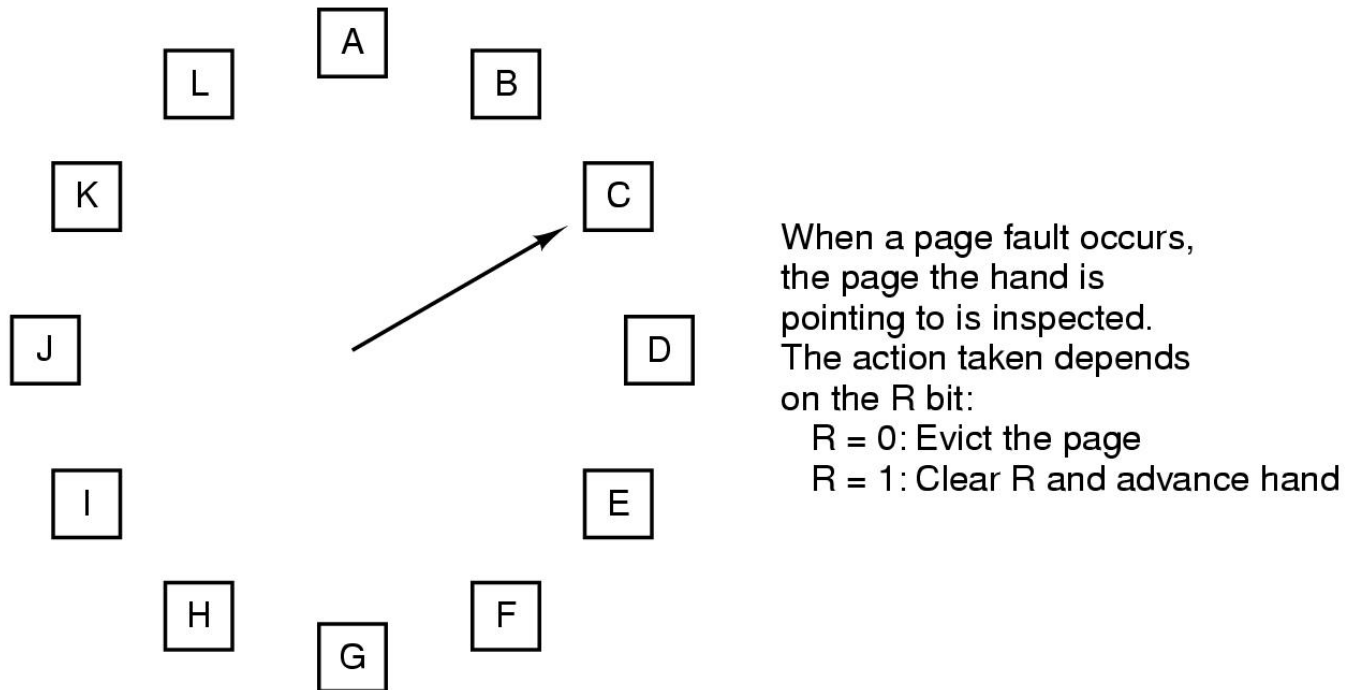 A
L
B
K
C
When a page fault occurs,
the page the hand is
pointing to is inspected.
The action taken depends
on the R bit:
R = 0: Evict the page
R = 1: Clear R and advance hand
J
D
I
E
H
F
G